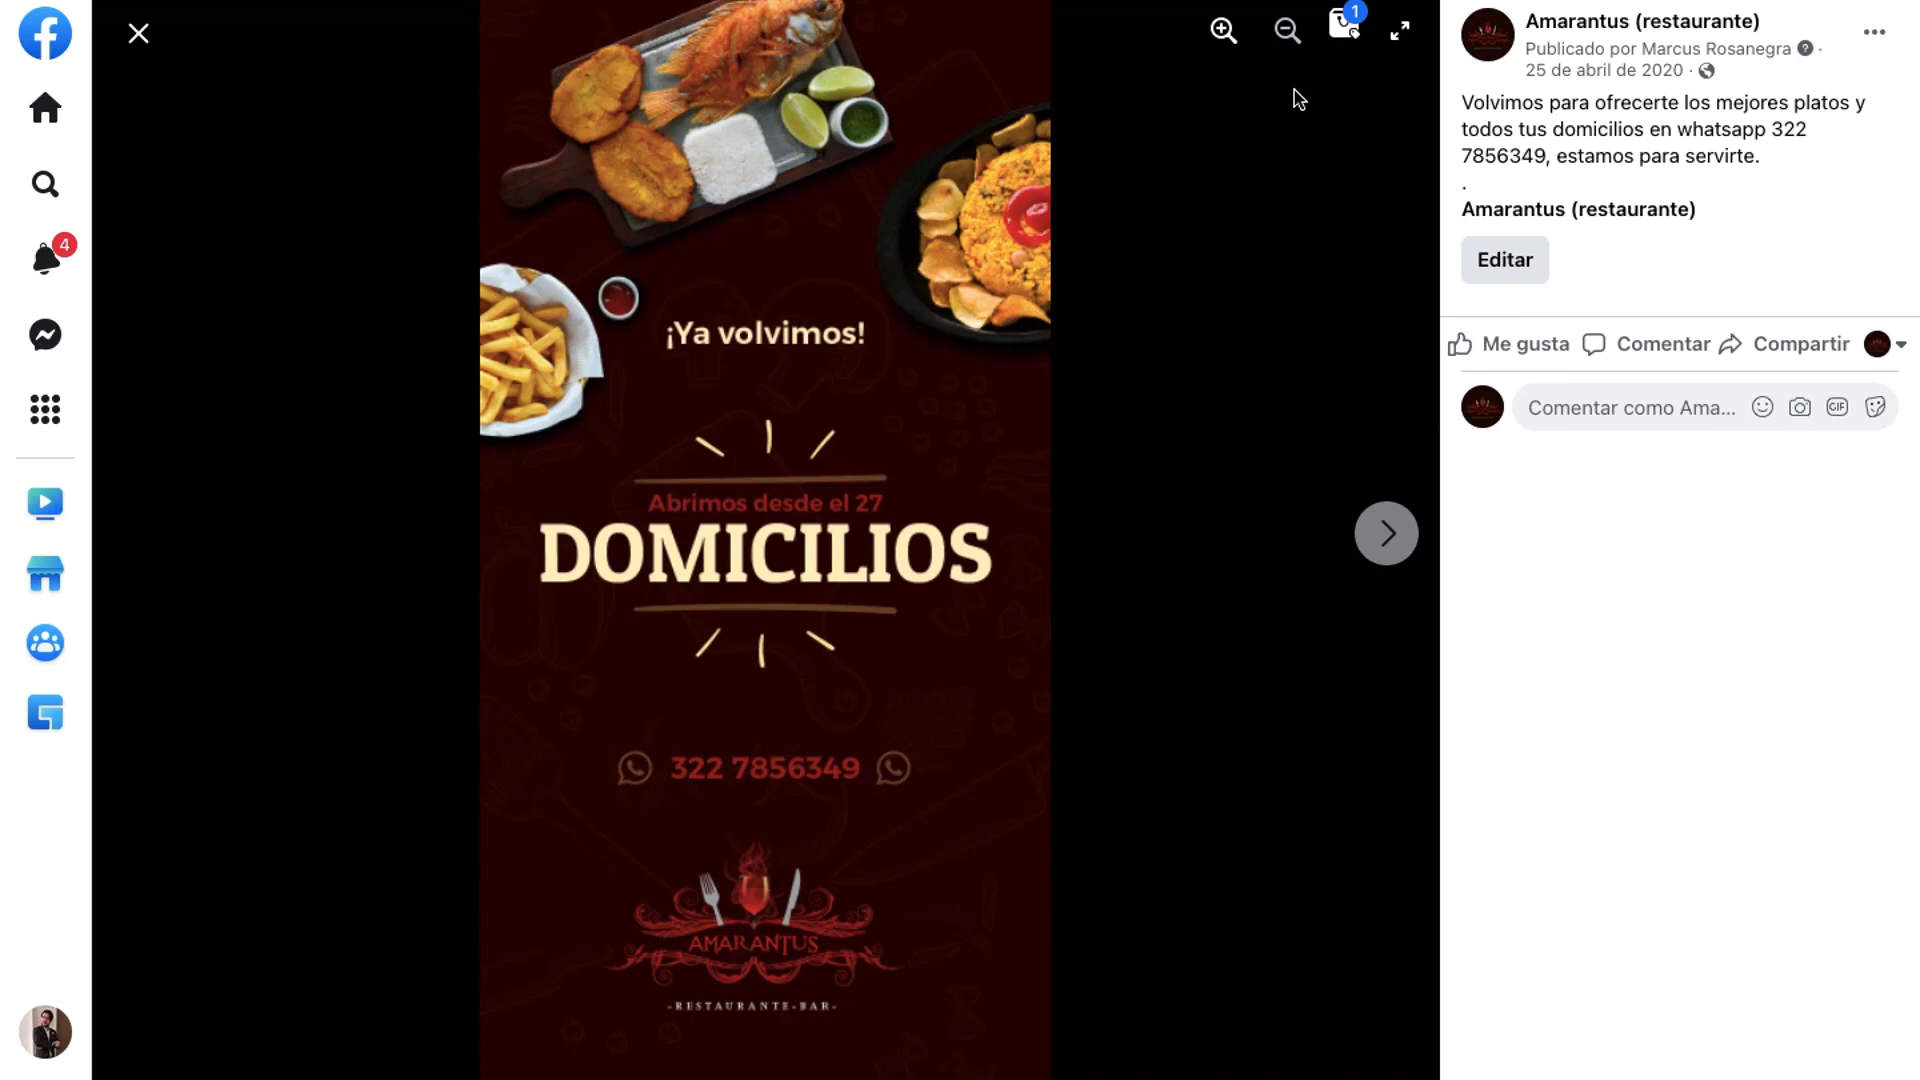 ¡Ya volvimos!
Abrimos desde el 27
DOMICILIOS
322 7856349
AMARANTUS
-RESTAURANTE-BAR-
4
1
Amarantus (restaurante)
Publicado por Marcus Rosanegra ·
25 de abril de 2020 ·
Volvimos para ofrecerte los mejores platos y
todos tus domicilios en whatsapp 322
7856349, estamos para servirte.
.
Amarantus (restaurante)
Editar
Me gusta Comentar Compartir
Comentar como Ama... GIF